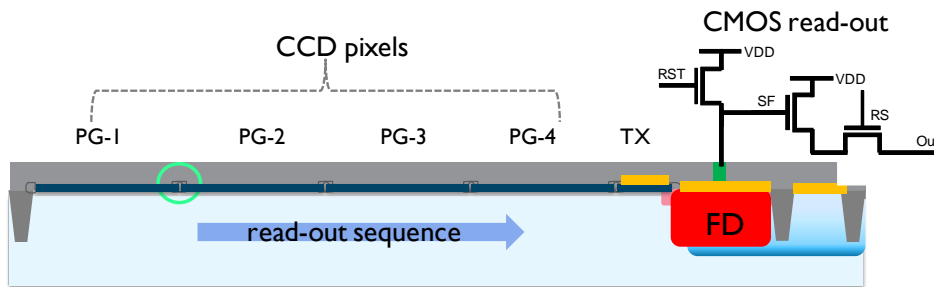 CMOS read-out
CCD pixels
VDD
RST
VDD
SF
RS
Ou
PG-1 PG-2 PG-3 PG-4 TX
FD
read-out sequence